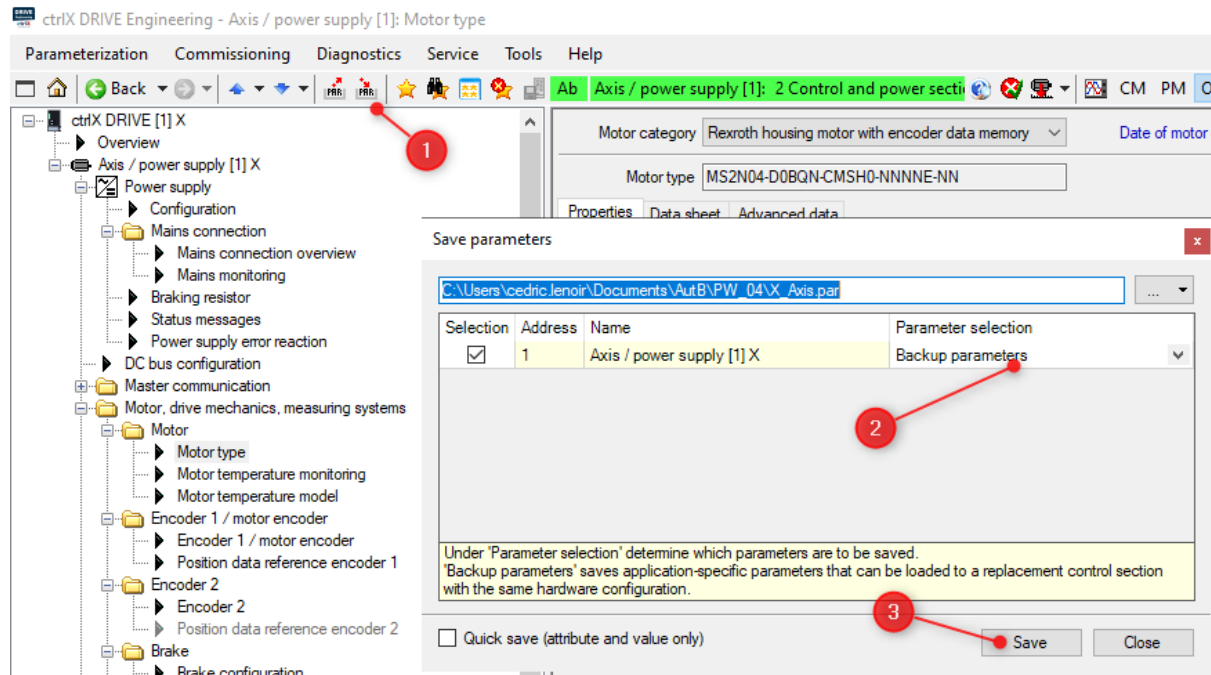 ctrlX DRIVE Engineering - Axis / power supply [1]: Motor type
Parameterization Commissioning Diagnostics Service Tools Help
Back PAR PAR Ab Axis / power supply [1]: 2 Control and power secti CM PM O
ctrlX DRIVE [1] X
Overview
Axis / power supply [1] X
Power supply
Configuration
Mains connection
Mains connection overview
Mains monitoring
Braking resistor
Status messages
Power supply error reaction
DC bus configuration
Master communication
Motor, drive mechanics, measuring systems
Motor
Motor type
Motor temperature monitoring
Motor temperature model
Encoder 1 / motor encoder
Encoder 1 / motor encoder
Position data reference encoder 1
Encoder 2
Encoder 2
Position data reference encoder 2
Brake
Brake configuration
1
Motor category Rexroth housing motor with encoder data memory Date of motor
Motor type MS2N04-D0BQN-CMSH0-NNNNE-NN
Properties Data sheet Advanced data
Save parameters x
C:\Users\cedric.lenoir\Documents\AutB\PW_04\X_Axis.par ...
Selection Address Name Parameter selection
1 Axis / power supply [1] X Backup parameters
2
Under 'Parameter selection' determine which parameters are to be saved.
'Backup parameters' saves application-specific parameters that can be loaded to a replacement control section
with the same hardware configuration.
3
Quick save (attribute and value only) Save Close